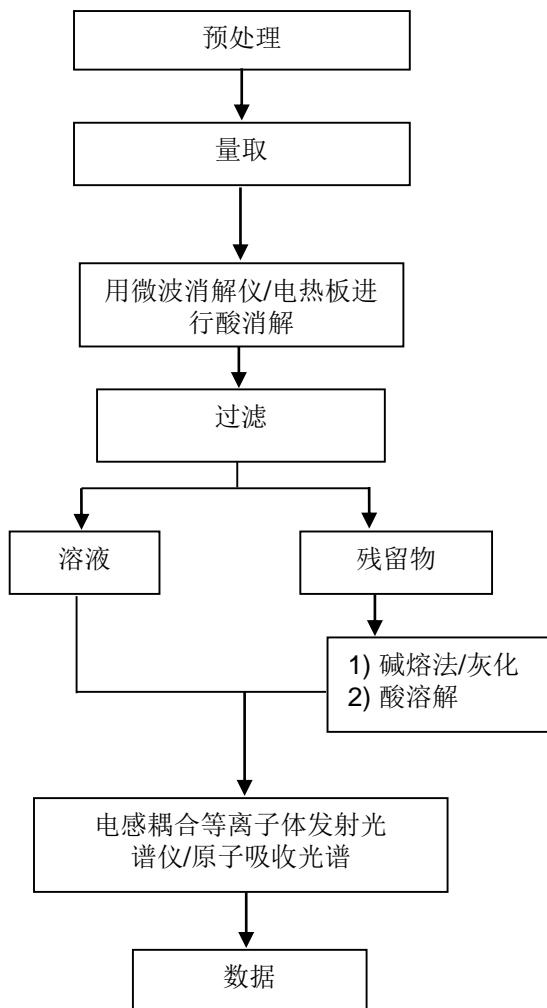 预处理
量取
用微波消解仪/电热板进
行酸消解
过滤
溶液
残留物
1) 碱熔法/灰化
2) 酸溶解
电感耦合等离子体发射光
谱仪/原子吸收光谱
数据